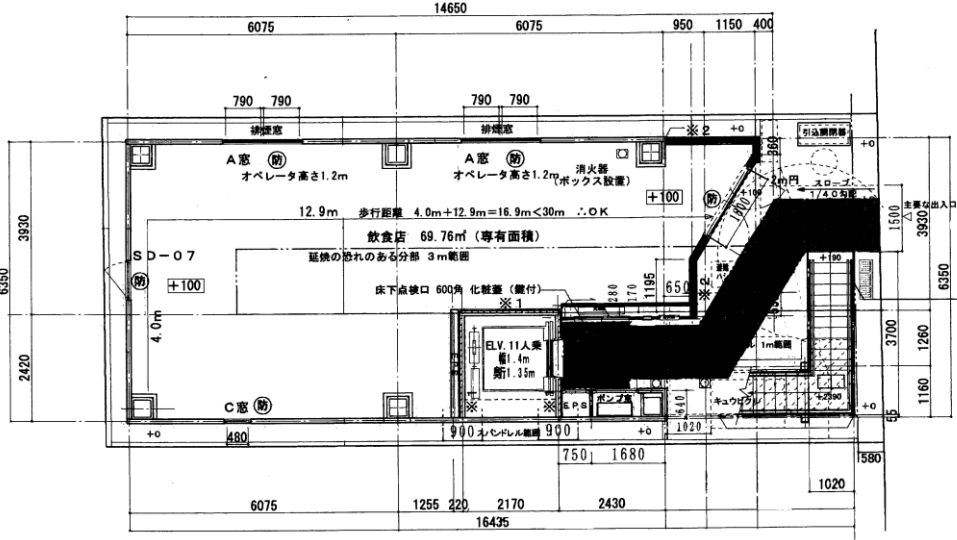 14650
6075
6075
950
1150
400
790
790
790
790
排煙窓
排煙窓
※2
+0
引込開閉器
+0
360
A窓
防
A窓
防
オペレータ高さ1.2m
オペレータ高さ1.2m
消火器
(ボックス設置)
2m円
スロープ
1/40勾配
+100
+100
防
1800
主要な出入口
1500
3930
3930
6350
6350
12.9m
歩行距離 4.0m+12.9m=16.9m<30m ∴OK
飲食店 69.76㎡(専有面積)
延焼の恐れのある分部 3m範囲
SD-07
防
+100
床下点検口 600角 化粧蓋(鍵付)
280
170
1195
650
※2
+190
※1
4.0m
ELV.11人乗
幅1.4m
奥行1.35m
1m範囲
3700
1260
2420
1160
C窓
防
※
※
E.P.S
ポンプ室
640
キュウビクル
+2390
+0
55
+0
480
900
スパンドレル範囲
900
+0
1020
750
1680
580
1020
6075
1255
220
2170
2430
16435